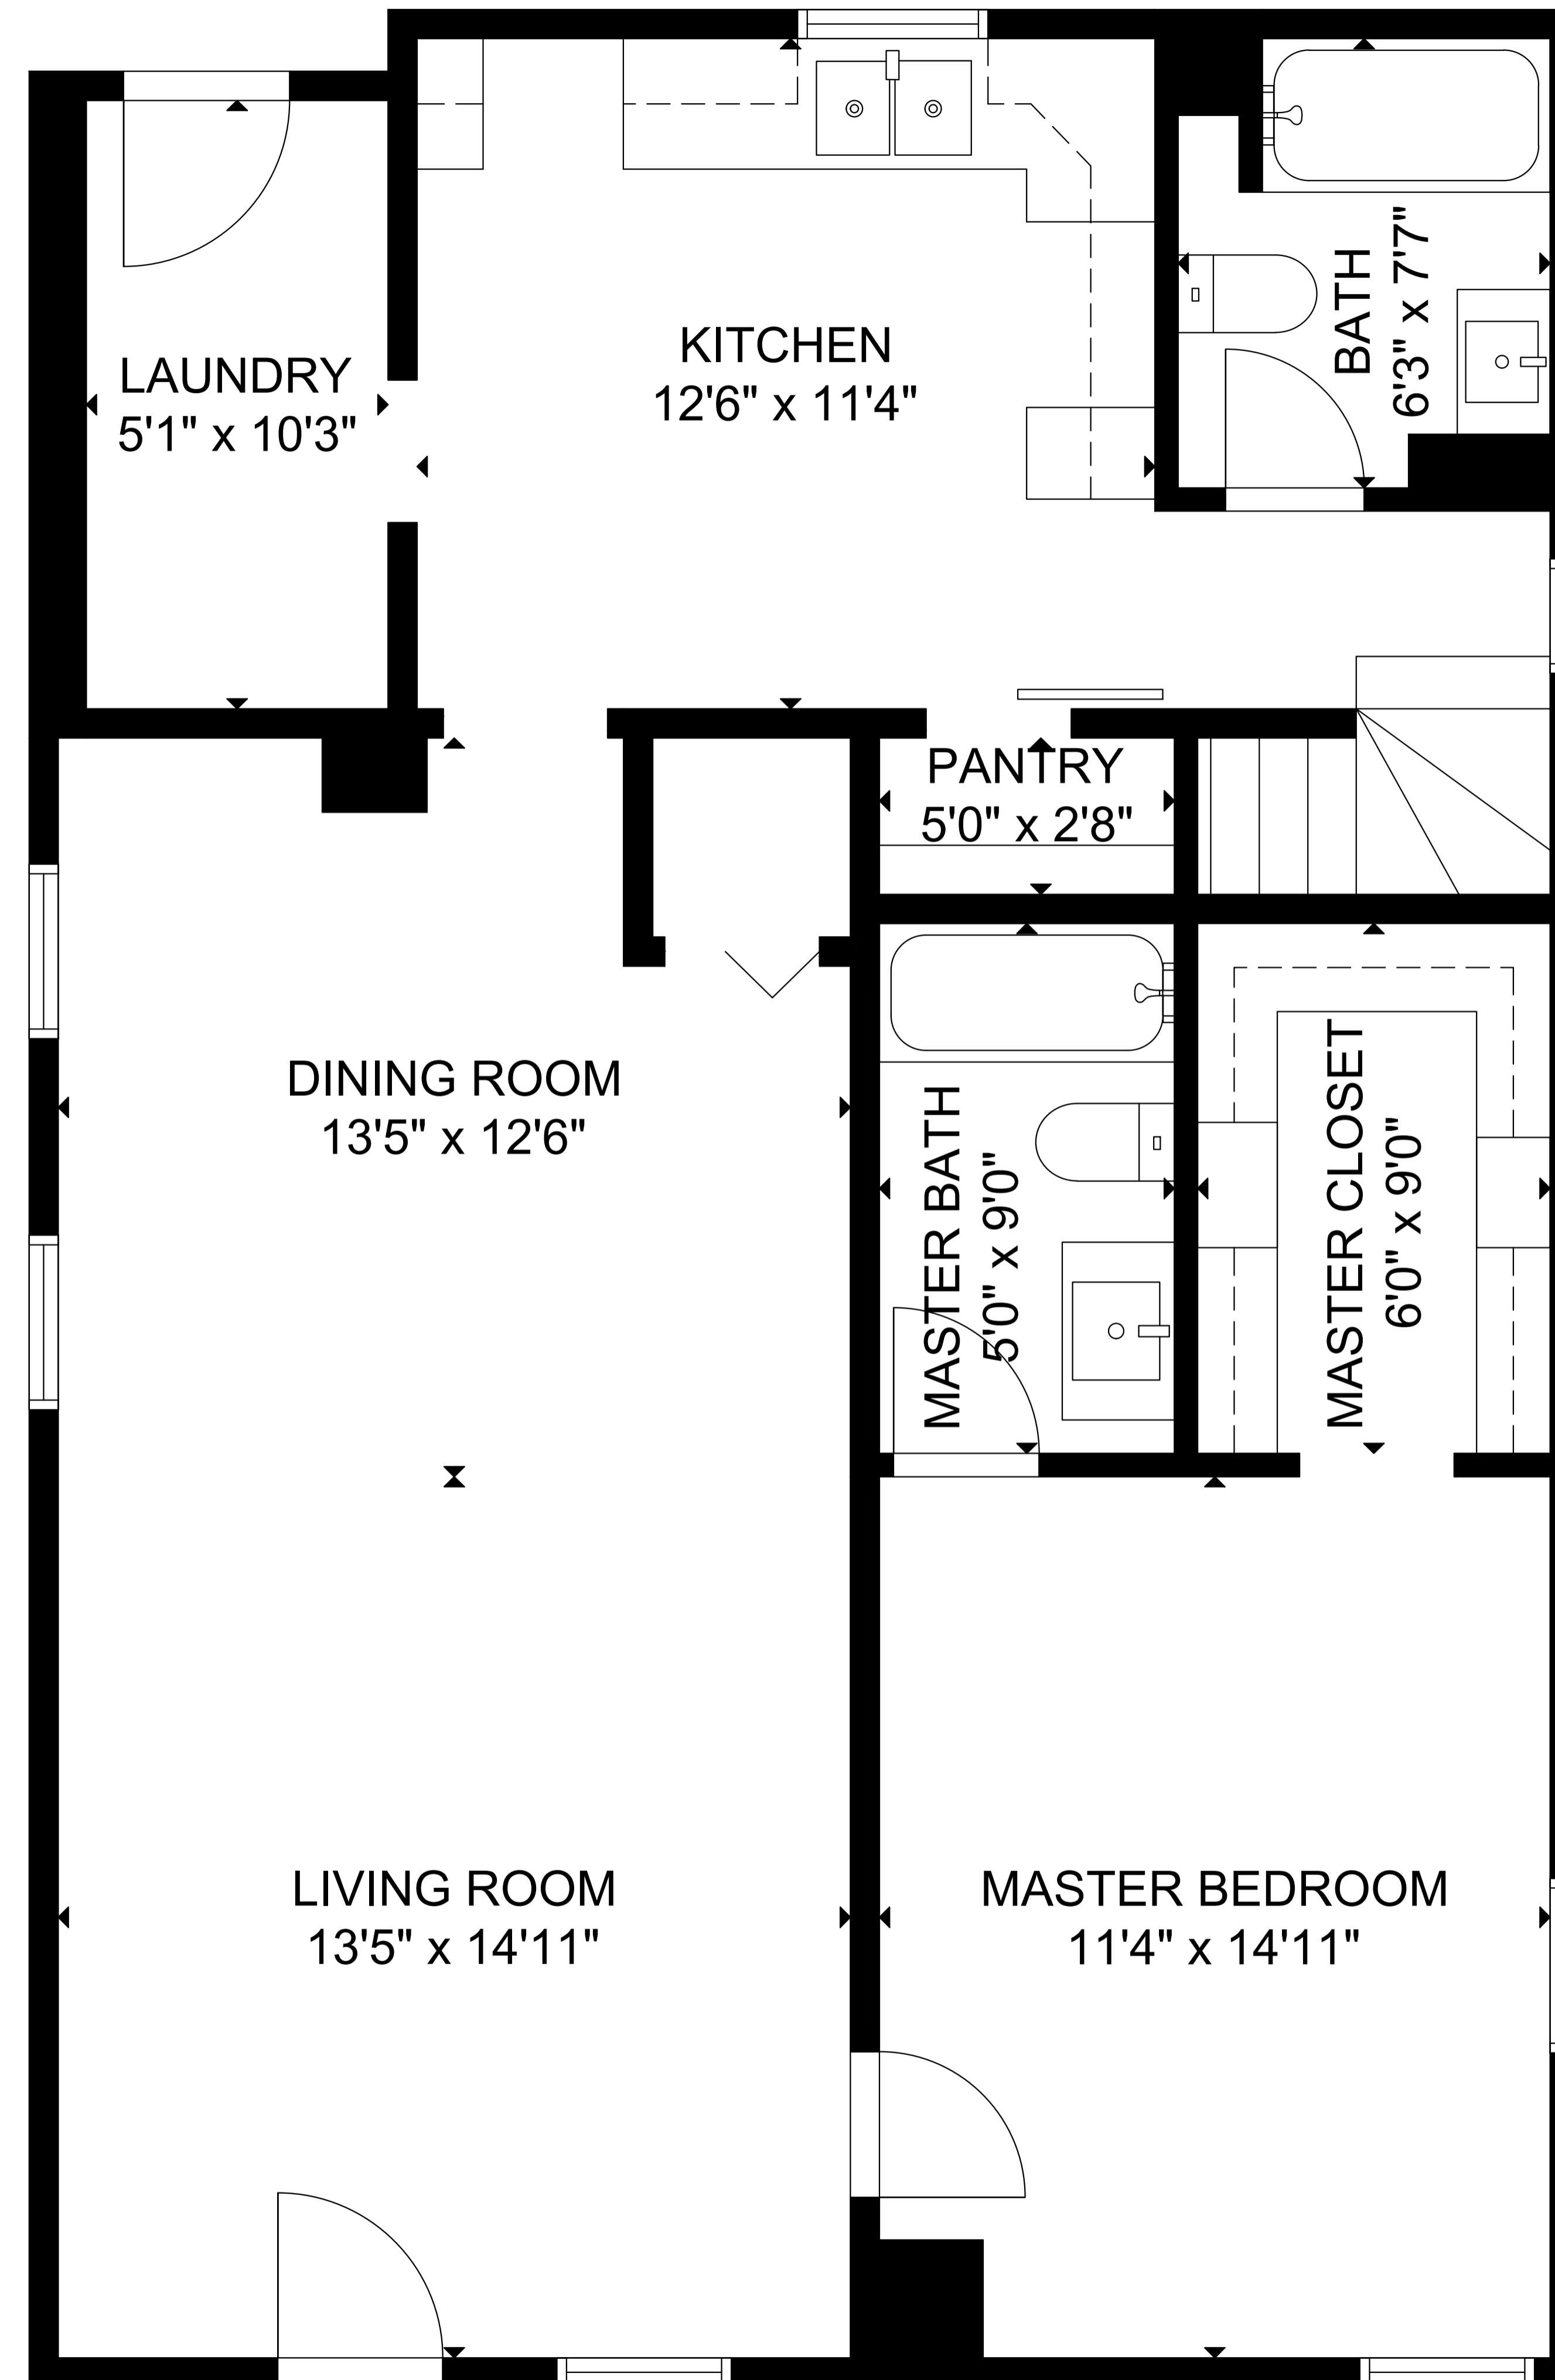 BATH
6'3" x 7'7"
KITCHEN
12'6" x 11'4"
LAUNDRY
5'1" x 10'3"
PANTRY
5'0" x 2'8"
DINING ROOM
13'5" x 12'6"
MASTER BATH
5'0" x 9'0"
MASTER CLOSET
6'0" x 9'0"
LIVING ROOM
13'5" x 14'11"
MASTER BEDROOM
11'4" x 14'11"